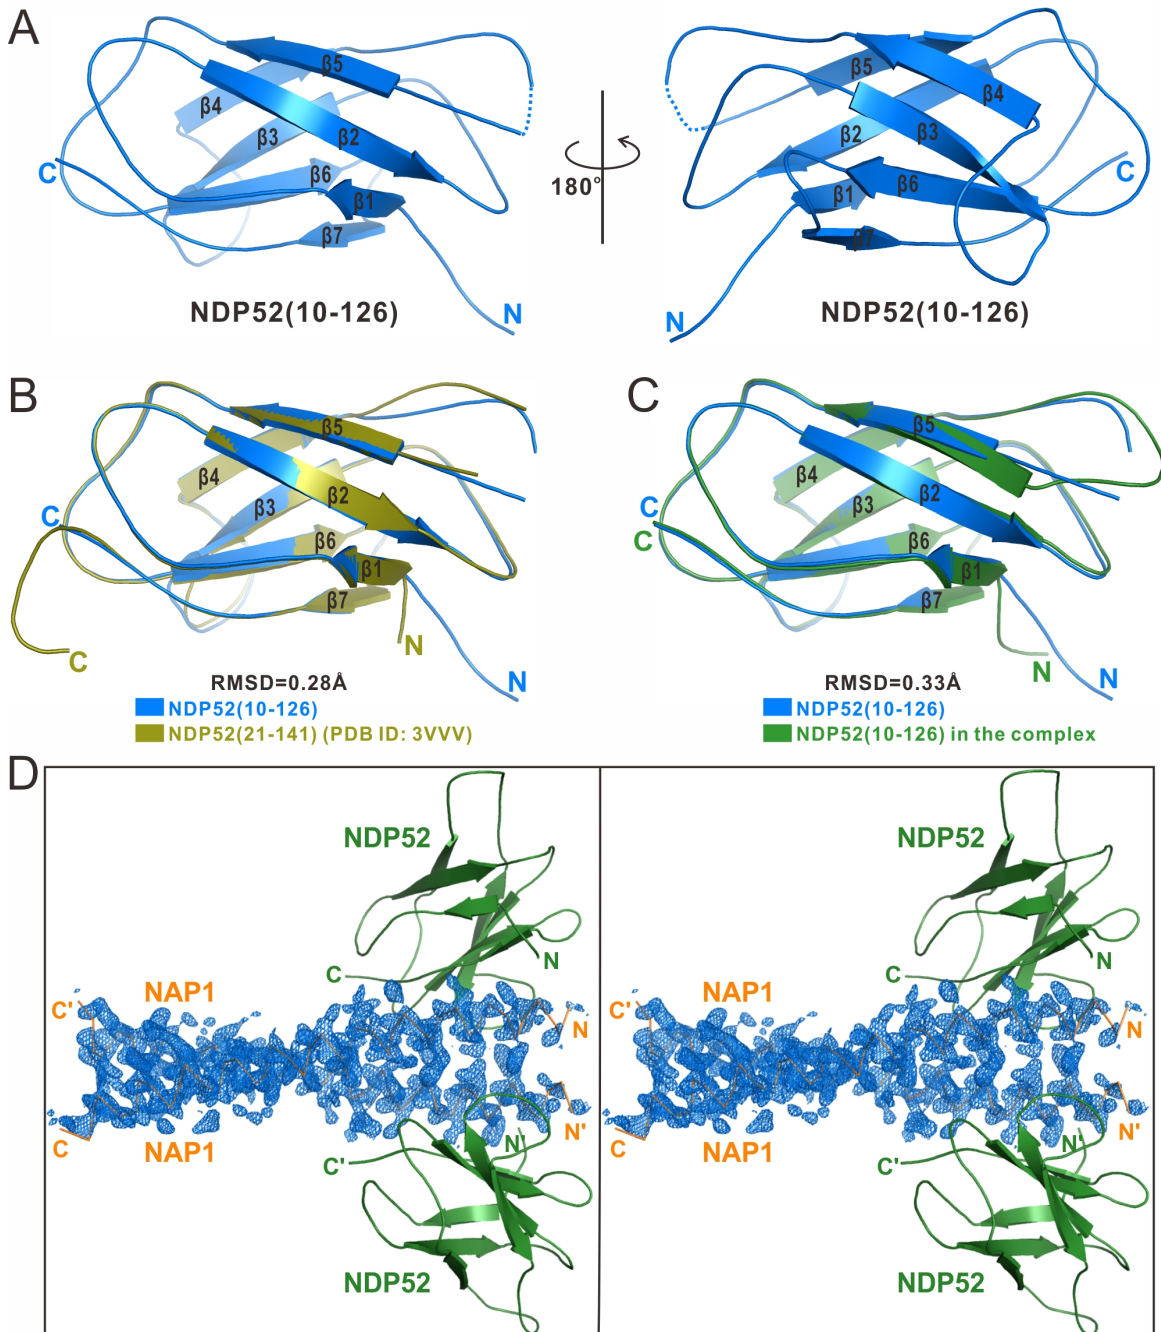 A
β5
β4
β3
β2
β6
β1
β7
C
N
NDP52(10-126)
180°
β5
β4
β3
β2
β6
β1
β7
C
N
NDP52(10-126)
B
β5
β4
β2
β3
β6
β1
β7
C
C
N
N
RMSD=0.28Å
NDP52(10-126)
NDP52(21-141) (PDB ID: 3VVV)
C
β5
β4
β2
β3
β6
β1
β7
C
C
N
N
RMSD=0.33Å
NDP52(10-126)
NDP52(10-126) in the complex
D
NDP52
N
C
NAP1
C'
N
C
NAP1
N'
N'
C'
NDP52
NDP52
N
C
NAP1
C'
N
C
NAP1
N'
N'
C'
NDP52